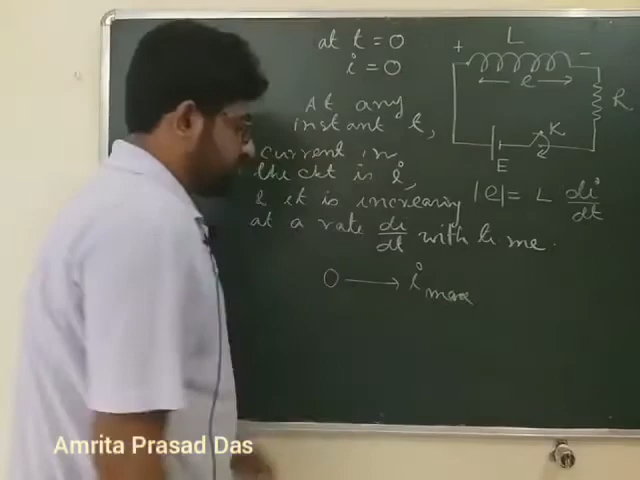 at t = 0
i = 0
At any
instant t,
current in
the ckt is i,
& it is increasing
at a rate di/dt with time.
0 → i max
L
+ -
e
R
K
E
|e| = L di/dt
Amrita Prasad Das